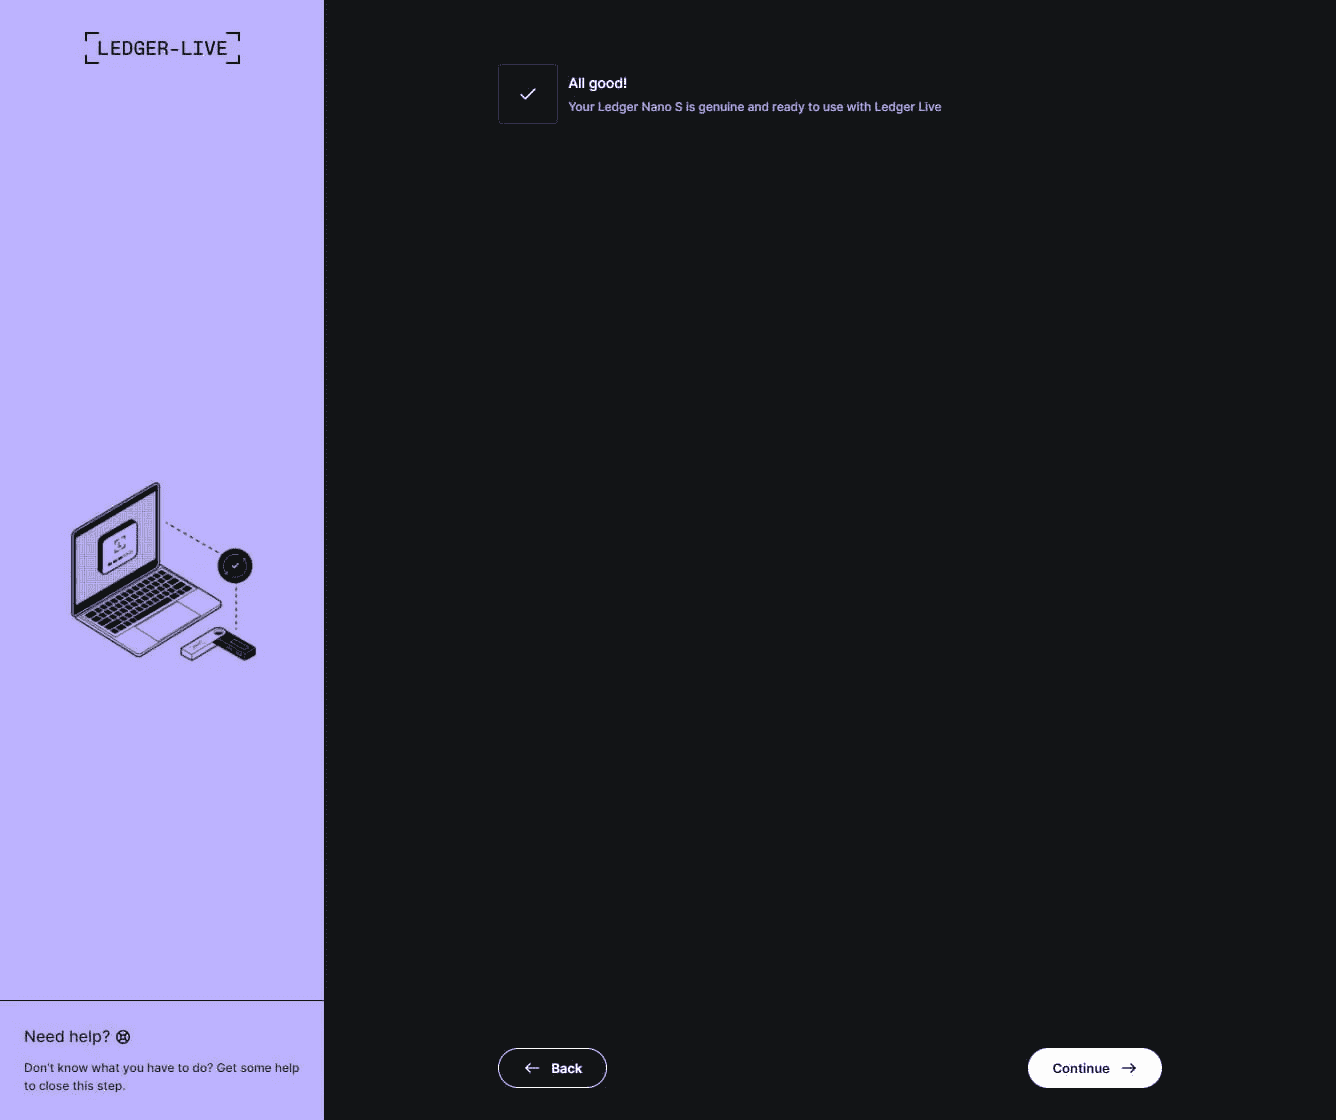 LEDGER-LIVE
All good!
Your Ledger Nano S is genuine and ready to use with Ledger Live
Need help?
Don't know what you have to do? Get some help
to close this step.
Back
Continue